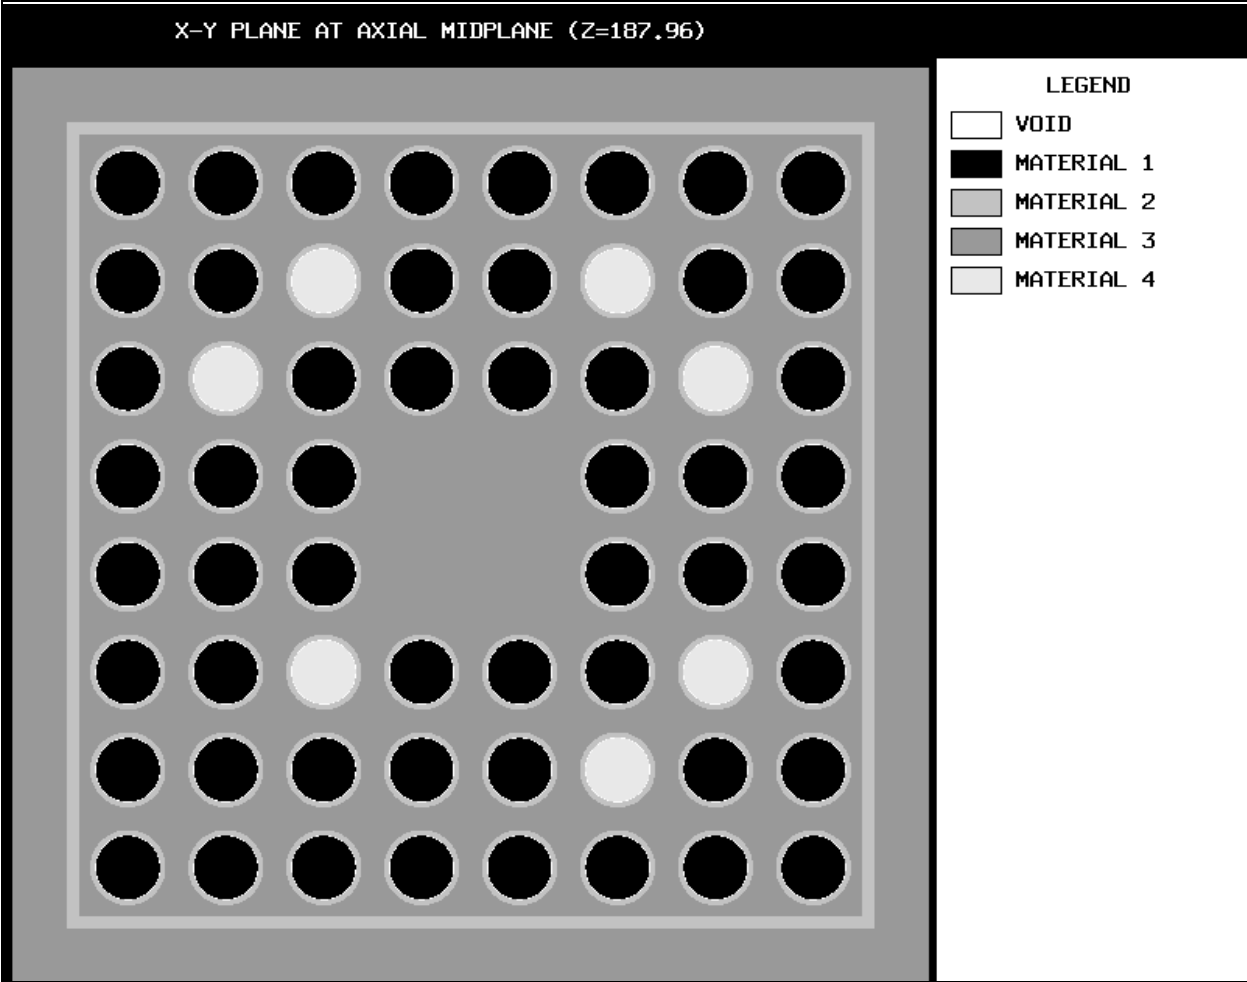 X-Y PLANE AT AXIAL MIDPLANE (Z=187.96)
LEGEND
VOID
MATERIAL 1
MATERIAL 2
MATERIAL 3
MATERIAL 4